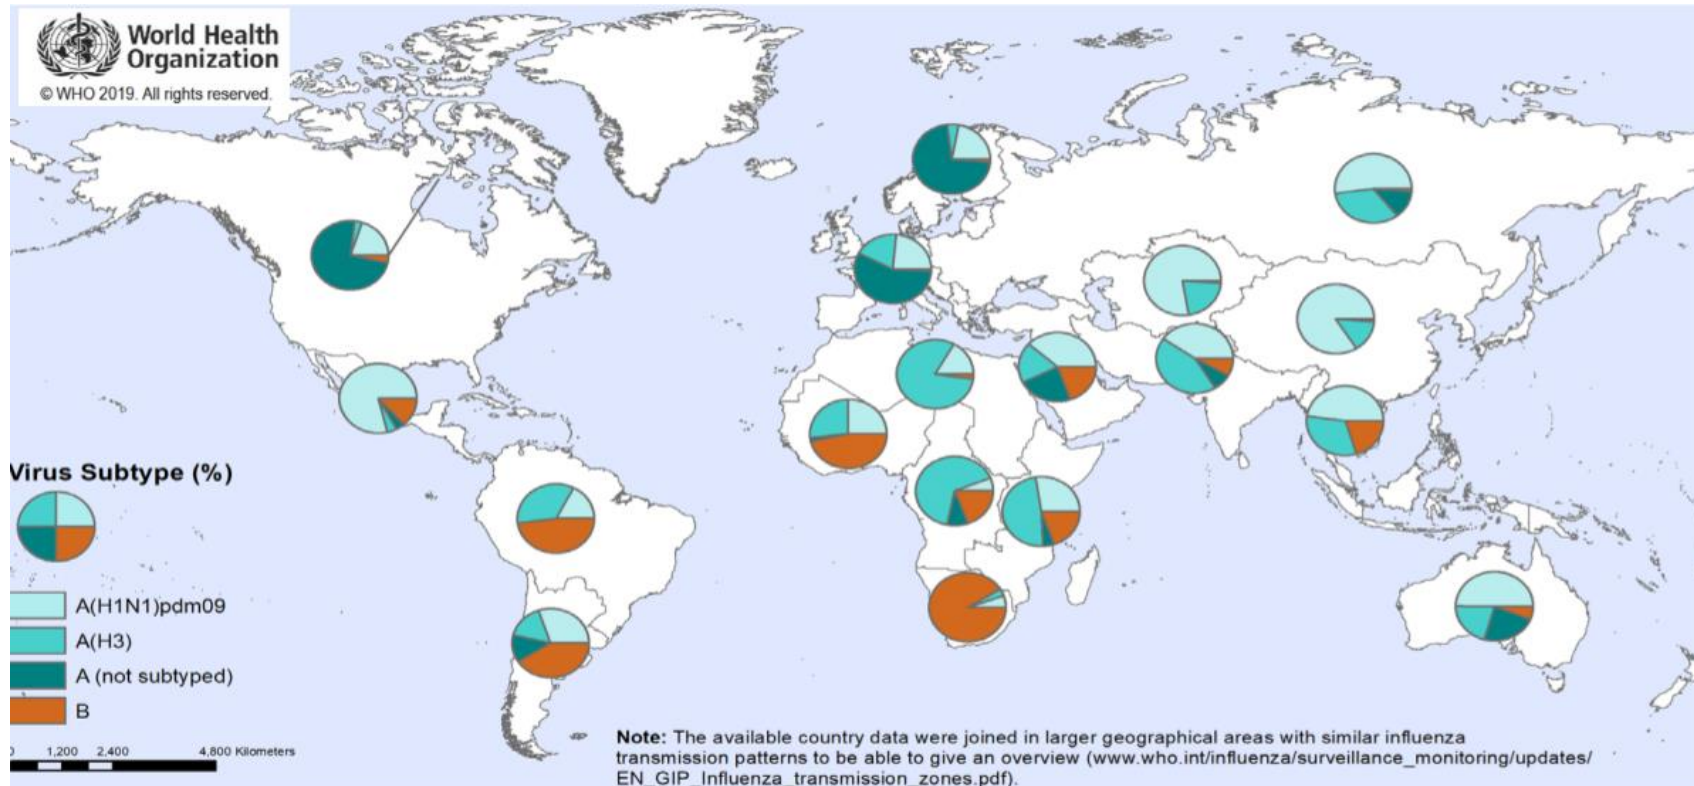 World Health
Organization
© WHO 2019. All rights reserved.
Virus Subtype (%)
A(H1N1)pdm09
A(H3)
A (not subtyped)
B
0 1,200 2,400 4,800 Kilometers
Note: The available country data were joined in larger geographical areas with similar influenza
transmission patterns to be able to give an overview (www.who.int/influenza/surveillance_monitoring/updates/
EN_GIP_Influenza_transmission_zones.pdf).